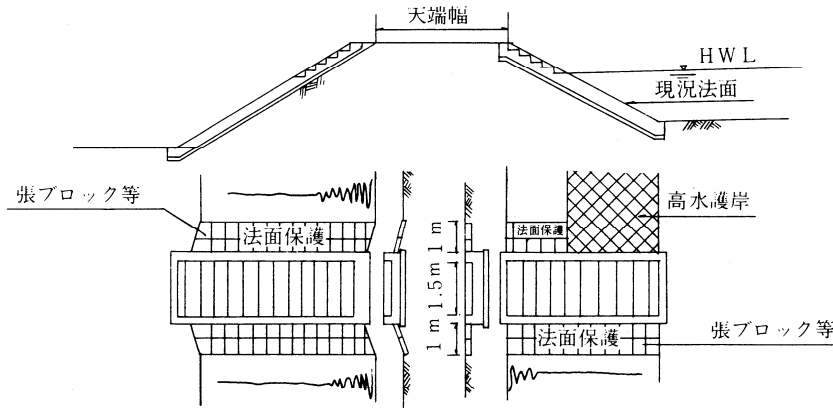 天端幅
HWL
現況法面
張ブロック等
法面保護
1m
1.5m
1m
法面保護
高水護岸
法面保護
張ブロック等